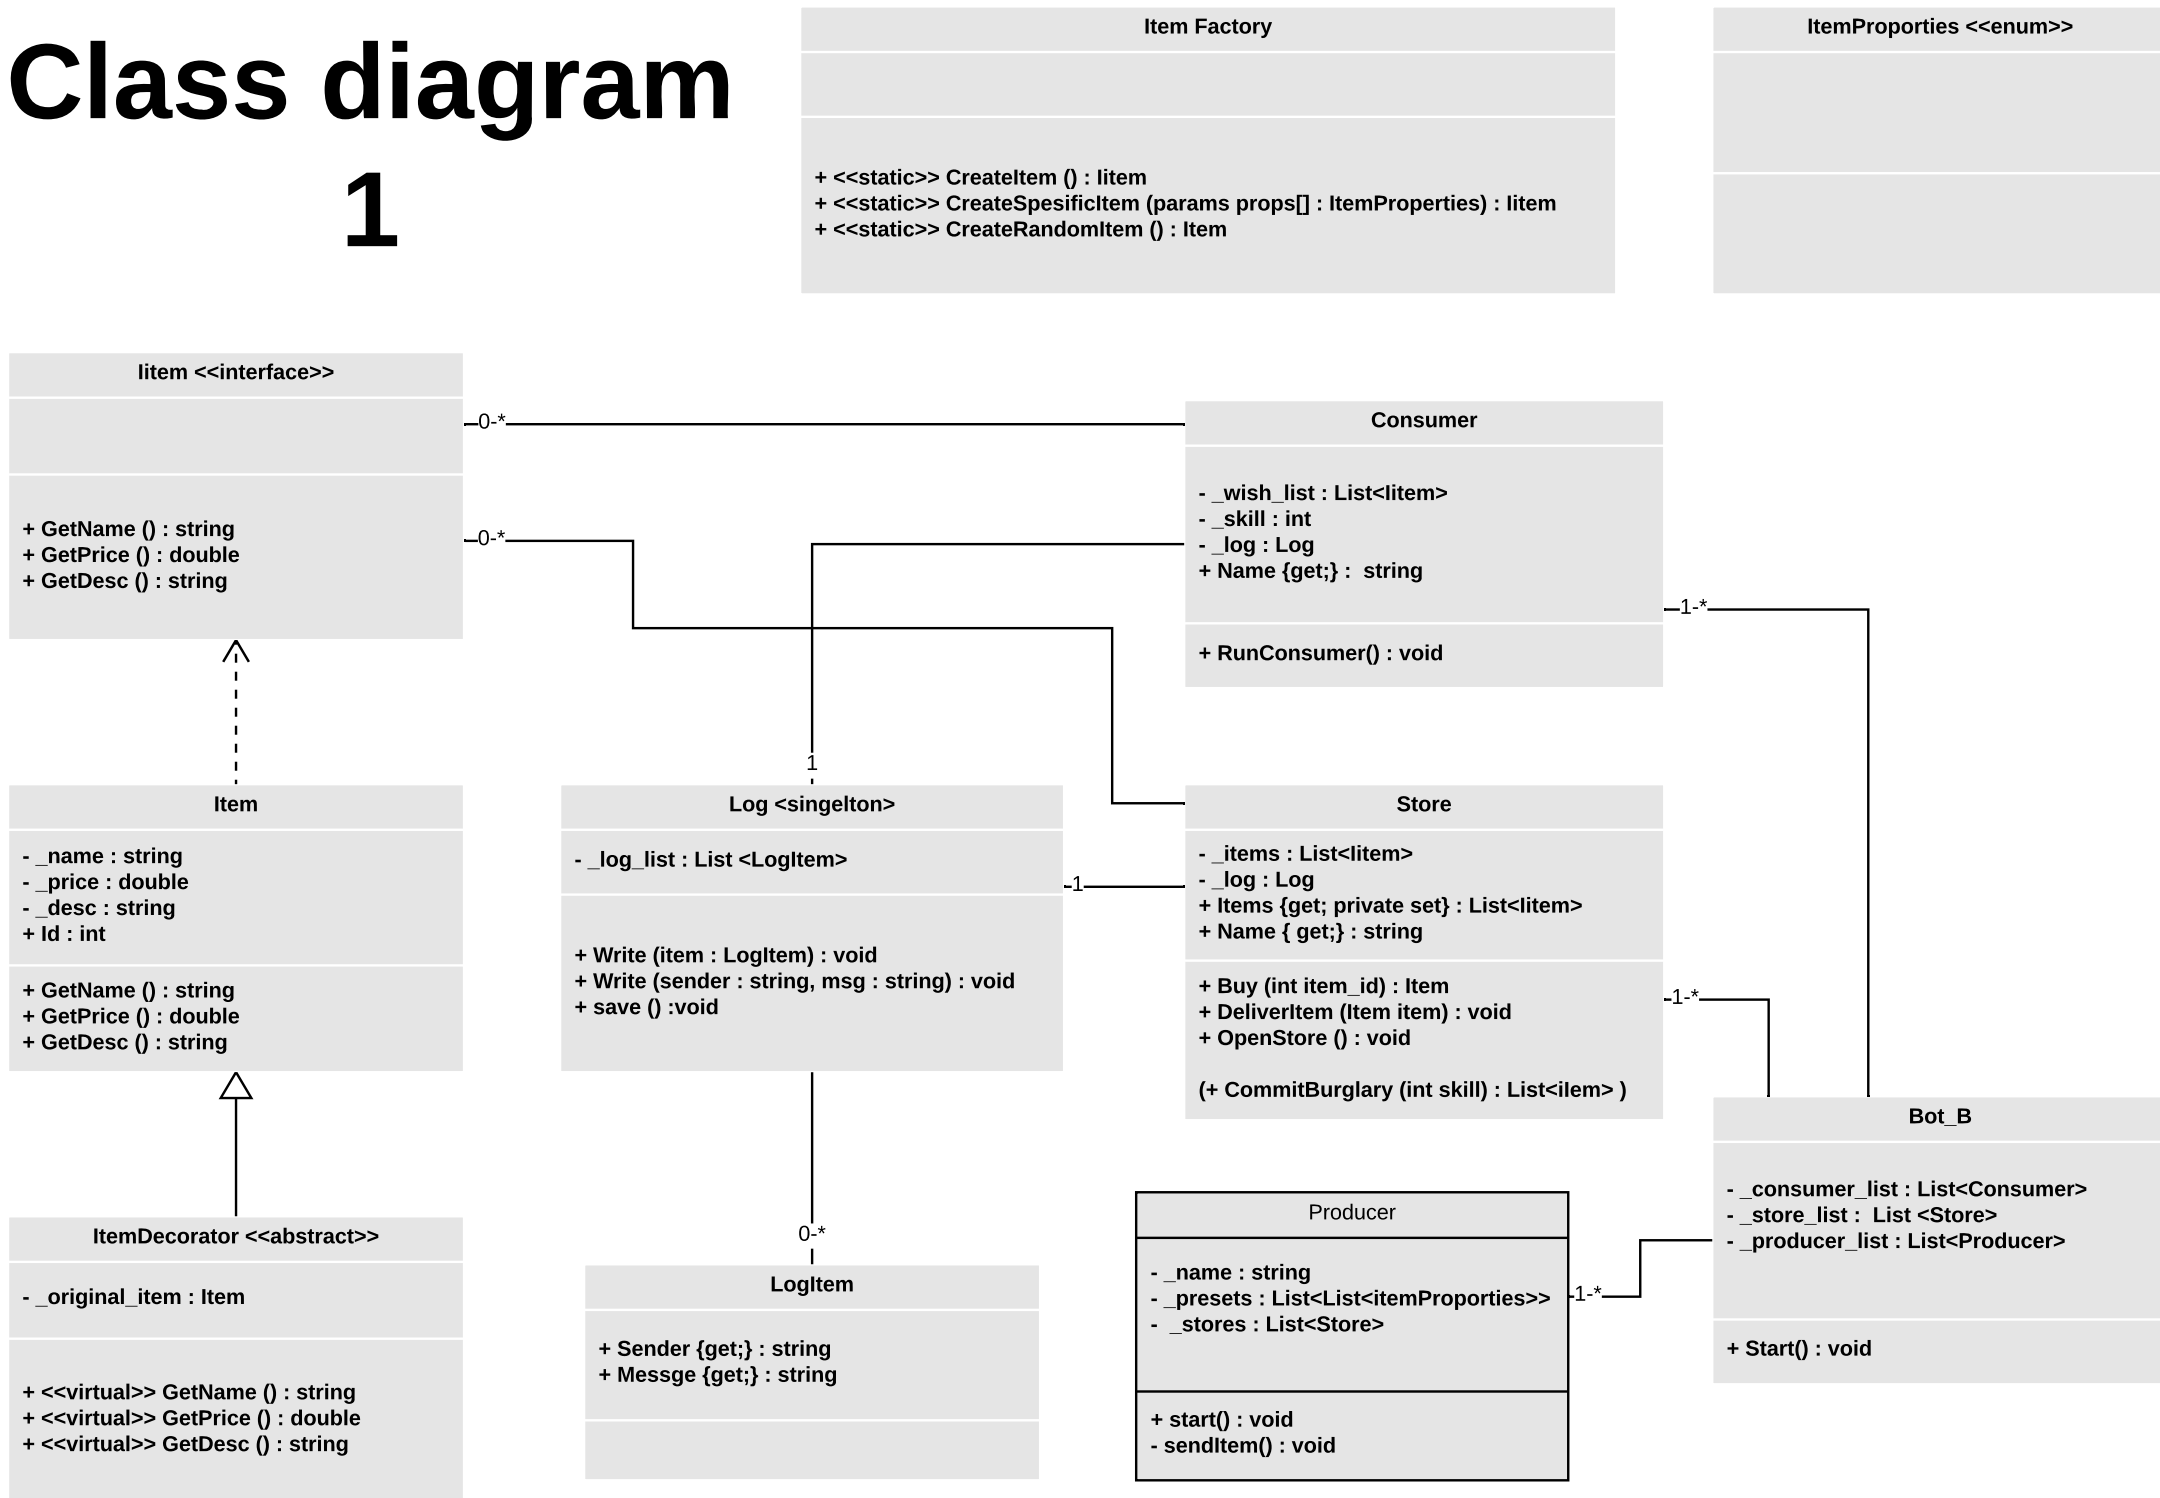 Class diagram
1
Item Factory
+ <<static>> CreateItem () : Iitem
+ <<static>> CreateSpesificItem (params props[] : ItemProperties) : Iitem
+ <<static>> CreateRandomItem () : Item
ItemProporties <<enum>>
Iitem <<interface>>
+ GetName () : string
+ GetPrice () : double
+ GetDesc () : string
0-*
0-*
Consumer
- _wish_list : List<Iitem>
- _skill : int
- _log : Log
+ Name {get;} :  string
+ RunConsumer() : void
1-*
1
Item
- _name : string
- _price : double
- _desc : string
+ Id : int
+ GetName () : string
+ GetPrice () : double
+ GetDesc () : string
Log <singelton>
- _log_list : List <LogItem>
+ Write (item : LogItem) : void
+ Write (sender : string, msg : string) : void
+ save () :void
1
Store
- _items : List<Iitem>
- _log : Log
+ Items {get; private set} : List<Iitem>
+ Name { get;} : string
+ Buy (int item_id) : Item
+ DeliverItem (Item item) : void
+ OpenStore () : void
(+ CommitBurglary (int skill) : List<iIem> )
1-*
Bot_B
- _consumer_list : List<Consumer>
- _store_list :  List <Store>
- _producer_list : List<Producer>
+ Start() : void
ItemDecorator <<abstract>>
- _original_item : Item
+ <<virtual>> GetName () : string
+ <<virtual>> GetPrice () : double
+ <<virtual>> GetDesc () : string
0-*
LogItem
+ Sender {get;} : string
+ Messge {get;} : string
Producer
- _name : string
- _presets : List<List<itemProporties>>
-  _stores : List<Store>
+ start() : void
- sendItem() : void
1-*